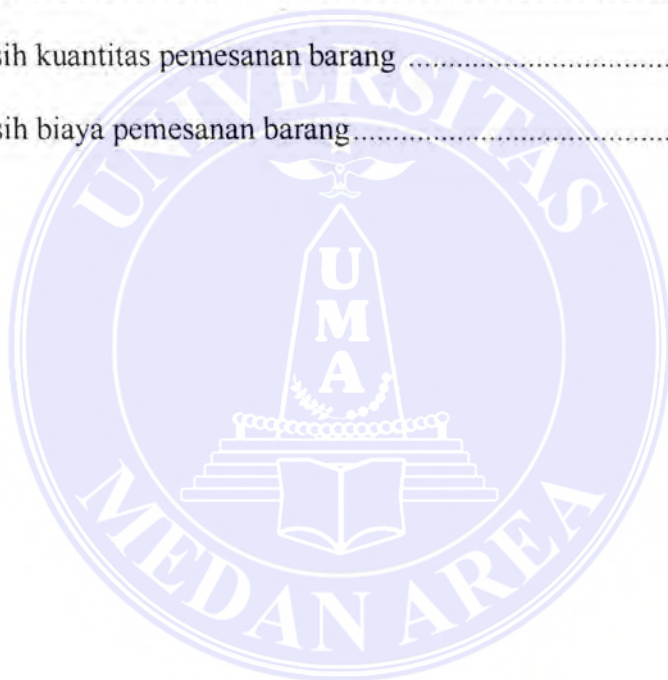 sih kuantitas pemesanan barang ........................................
sih biaya pemesanan barang................................................
UNIVERSITAS
U
M
A
MEDAN AREA